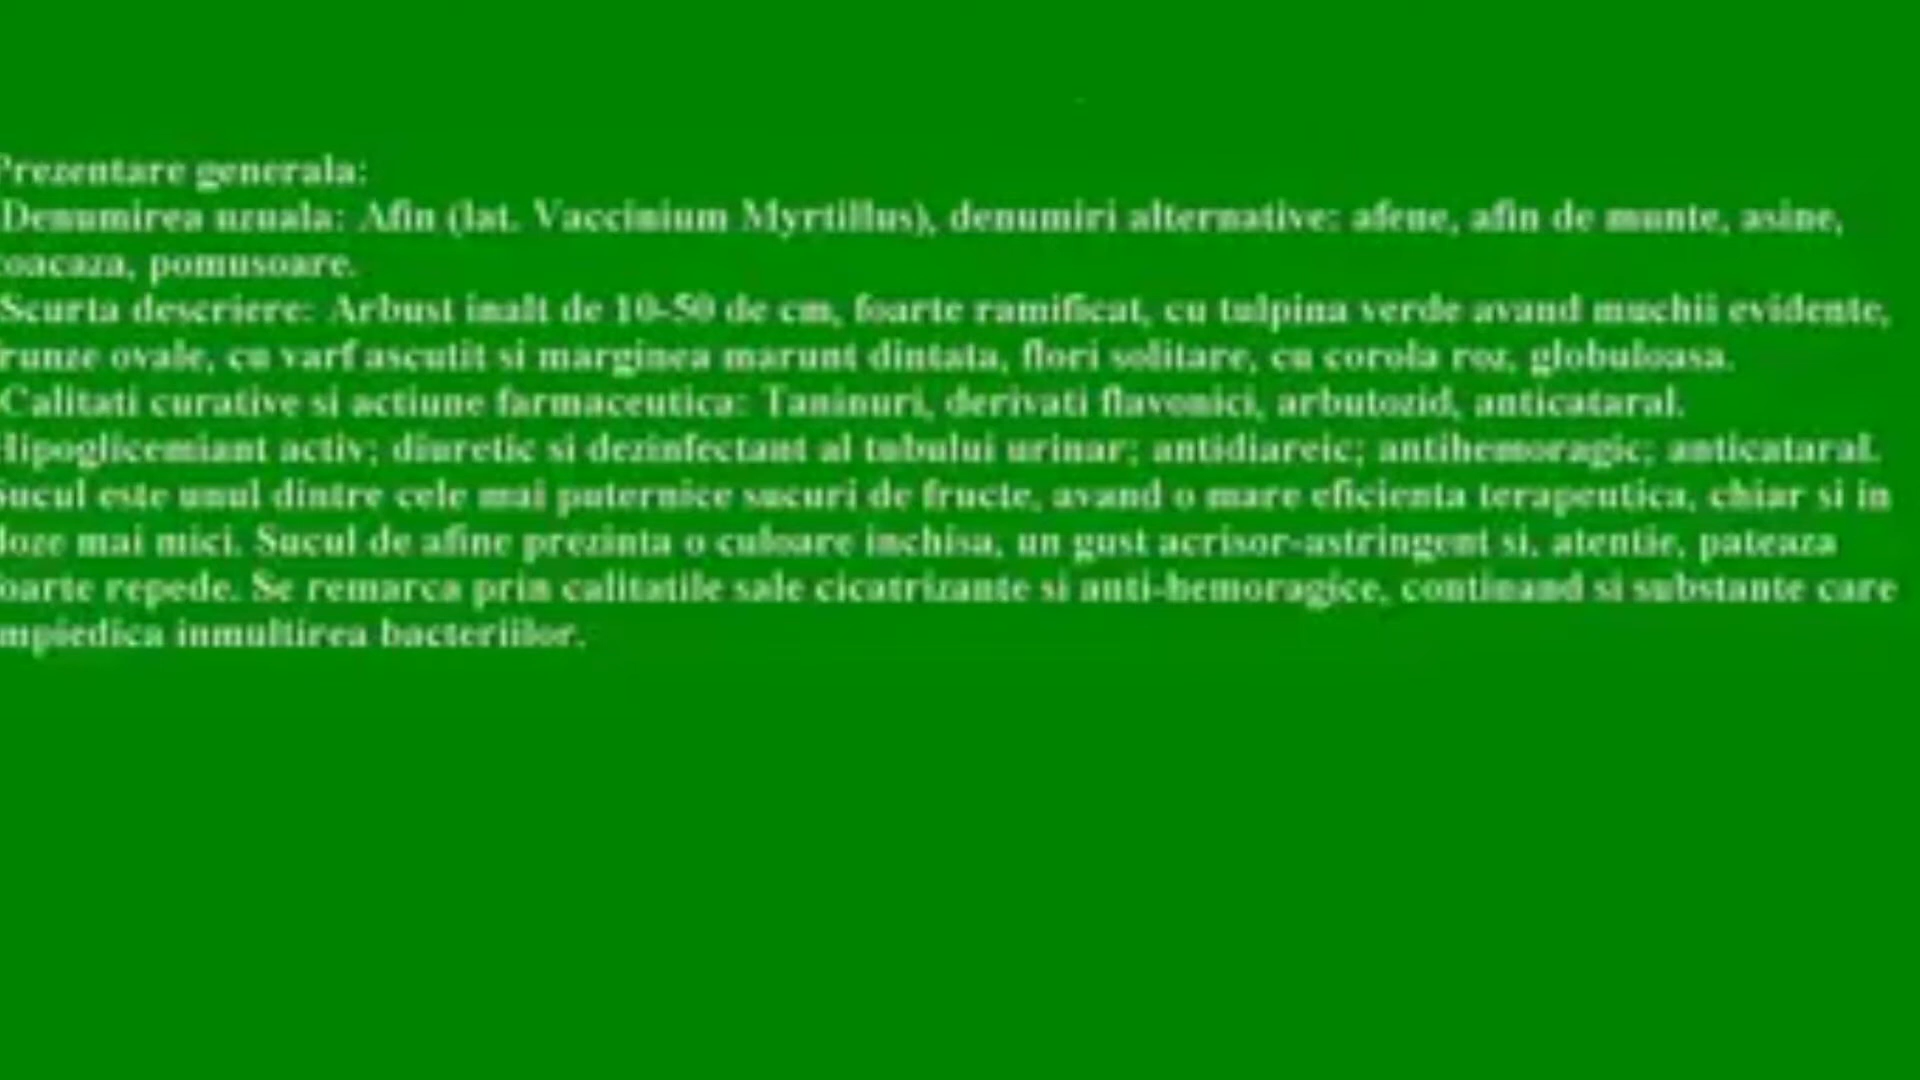 Prezentare generala:
Denumirea uzuala: Afin (lat. Vaccinium Myrtillus), denumiri alternative: afene, afin de munte, asine,
coacaza, pomusoare.
Scurta descriere: Arbust inalt de 10-50 de cm, foarte ramificat, cu tulpina verde avand muchii evidente,
frunze ovale, cu varf ascutit si marginea marunt dintata, flori solitare, cu corola roz, globuloasa.
Calitati curative si actiune farmaceutica: Taninuri, derivati flavonici, arbutozid, anticataral.
Hipoglicemiant activ; diuretic si dezinfectant al tubului urinar; antidiareic; antihemoragic; anticataral.
Sucul este unul dintre cele mai puternice sucuri de fructe, avand o mare eficienta terapeutica, chiar si in
doze mai mici. Sucul de afine prezinta o culoare inchisa, un gust acrisor-astringent si, atentie, pateaza
foarte repede. Se remarca prin calitatile sale cicatrizante si anti-hemoragice, continand si substante care
impiedica inmultirea bacteriilor.